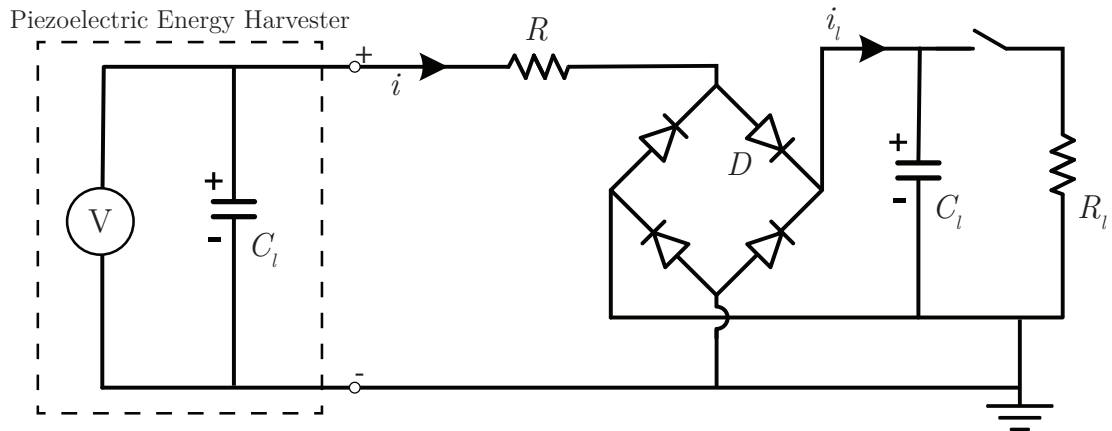 Piezoelectric Energy Harvester
+
i
R
i_l
V
+
-
C_l
D
+
-
C_l
R_l
-